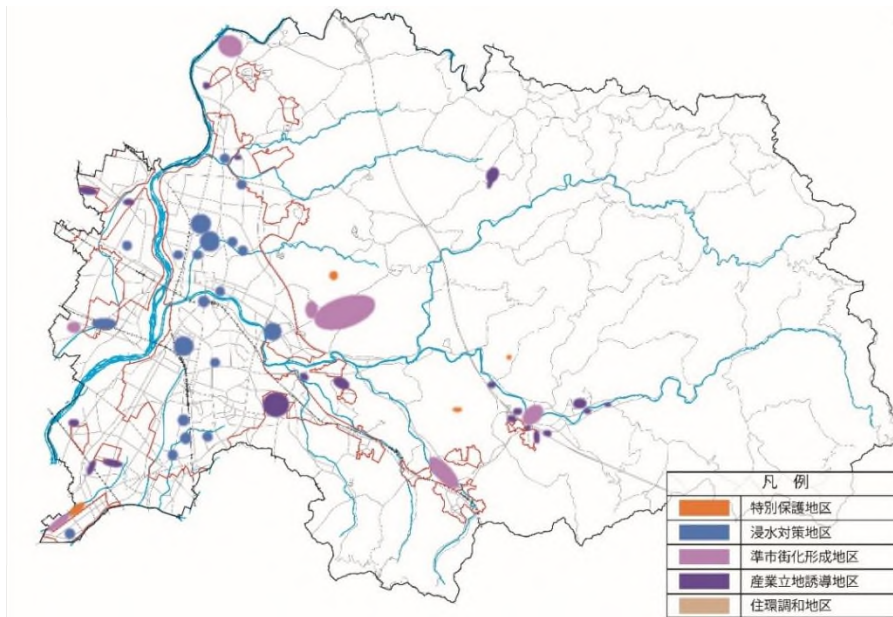 凡 例
特別保護地区
浸水対策地区
準市街化形成地区
産業立地誘導地区
住環調和地区